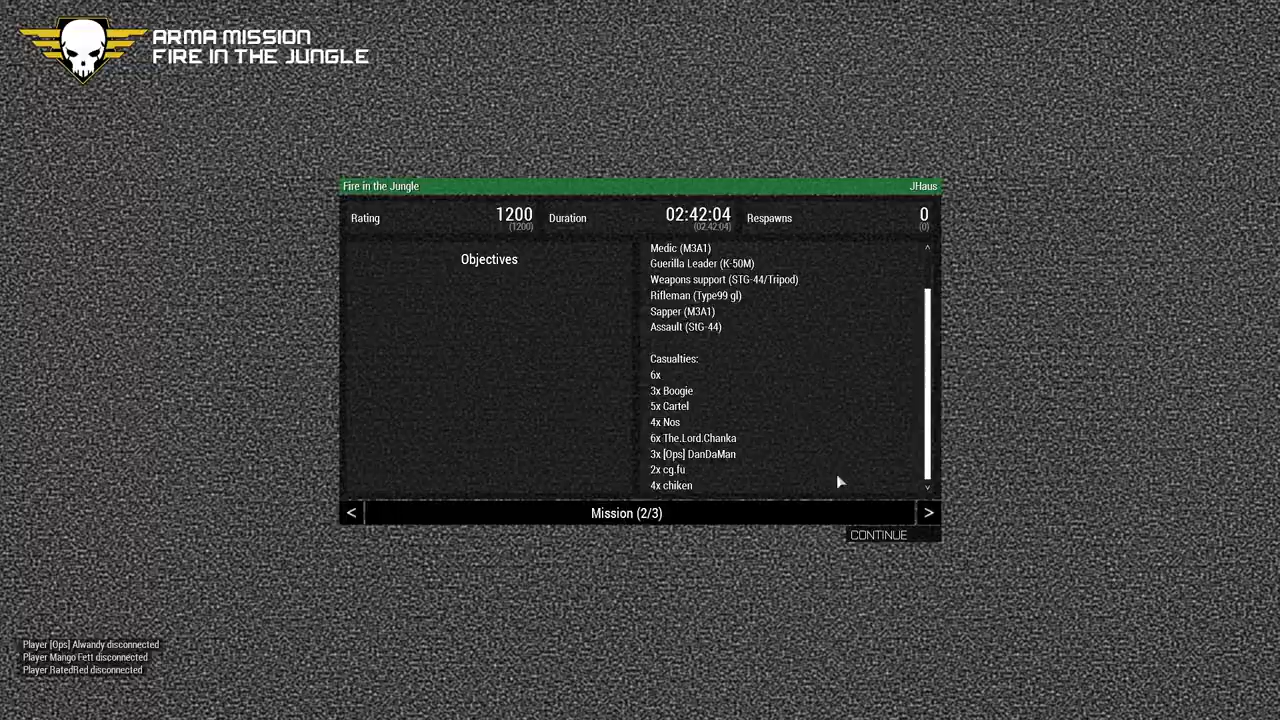 ARMA MISSION
FIRE IN THE JUNGLE
Fire in the Jungle JHaus
Rating 1200 (1200) Duration 02:42:04 (02:42:04) Respawns 0 (0)
Objectives
Medic (M3A1)
Guerilla Leader (K-50M)
Weapons support (STG-44/Tripod)
Rifleman (Type99 gl)
Sapper (M3A1)
Assault (StG-44)
Casualties:
6x
3x Boogie
5x Cartel
4x Nos
6x The.Lord.Chanka
3x [Ops] DanDaMan
2x cg.fu
4x chiken
< Mission (2/3) >
CONTINUE
Player [Ops] Alwandy disconnected
Player Mango Fett disconnected
Player RatedRed disconnected